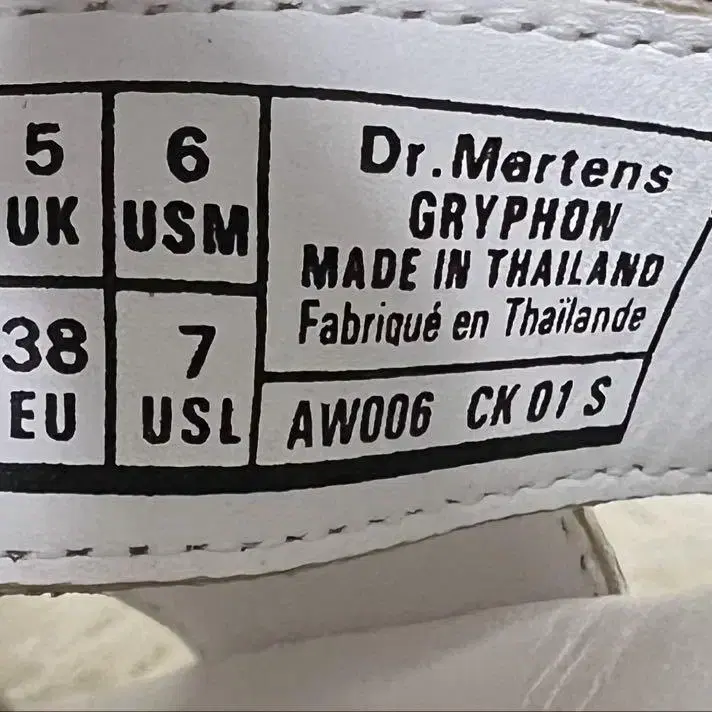 5
UK
6
USM
38
EU
7
USL
Dr.Martens
GRYPHON
MADE IN THAILAND
Fabriqué en Thaïlande
AW006 CK 01 S